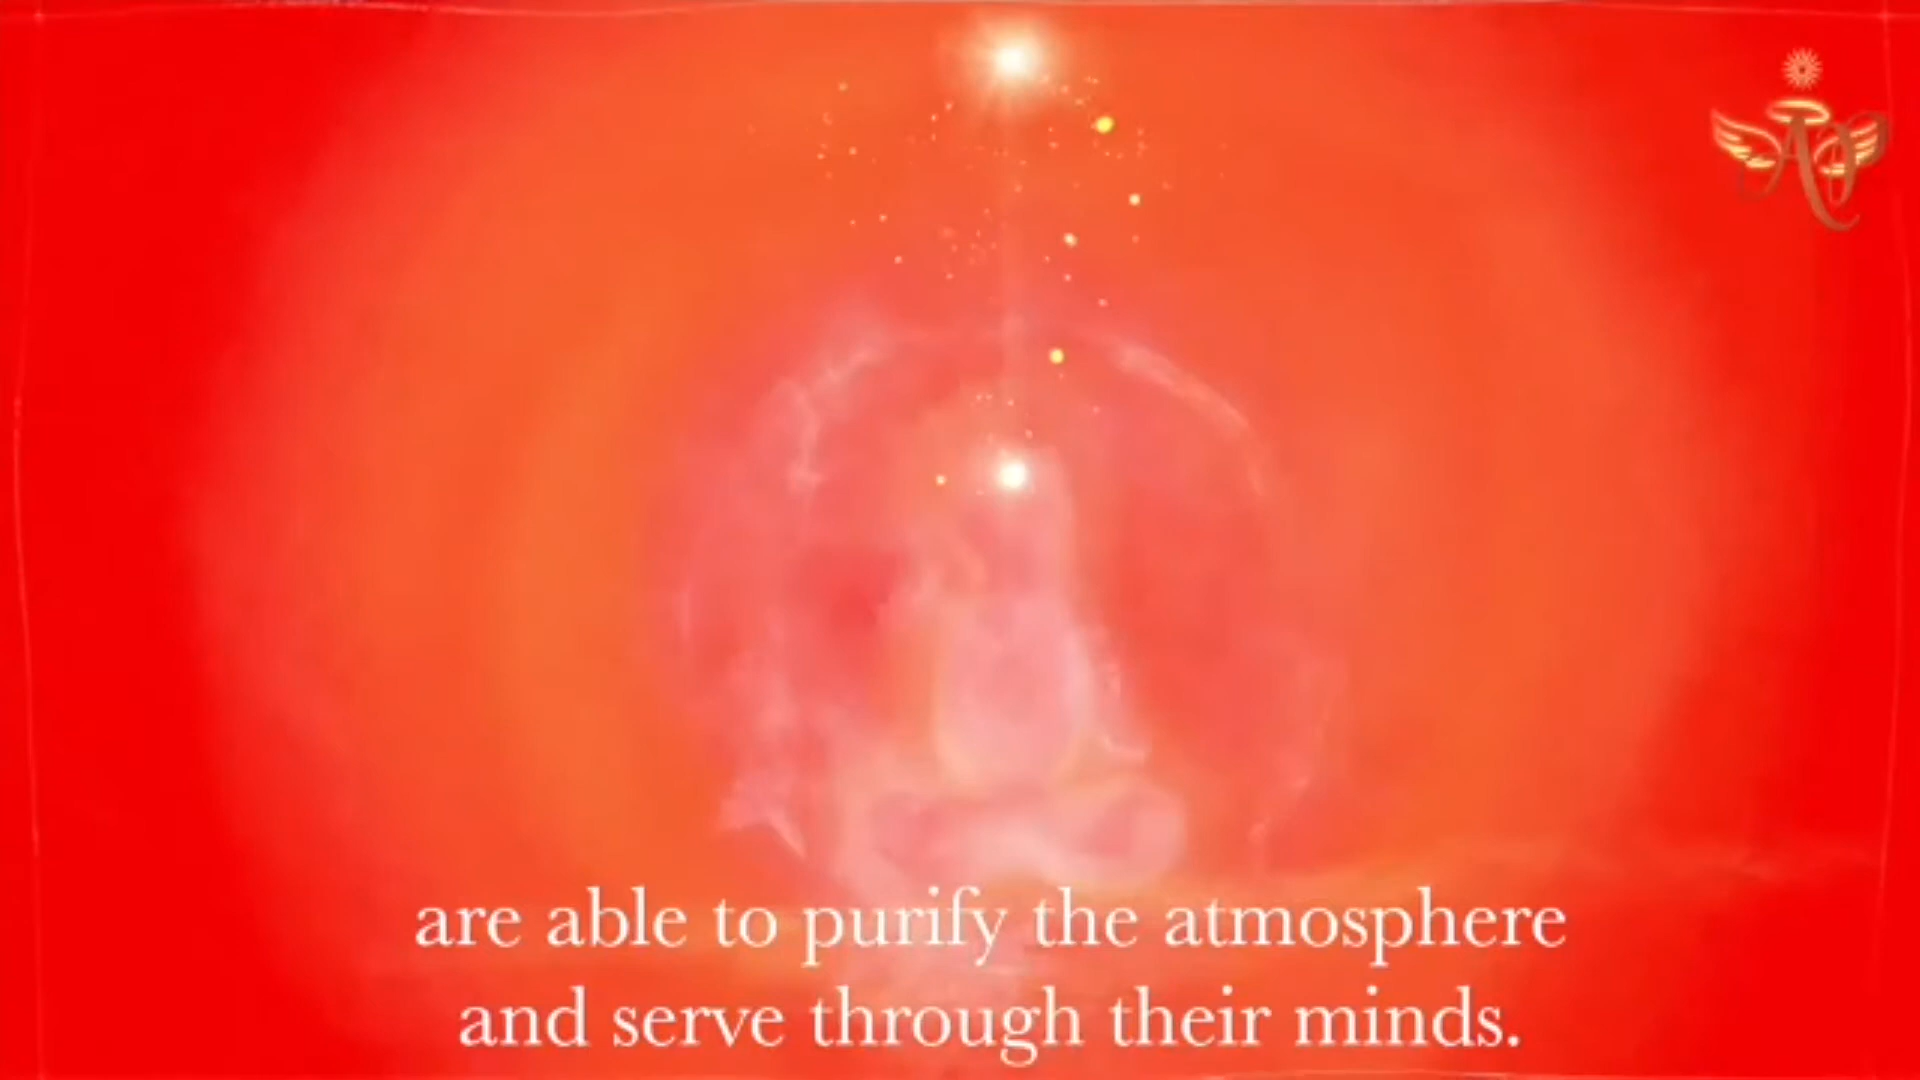 are able to purify the atmosphere
and serve through their minds.